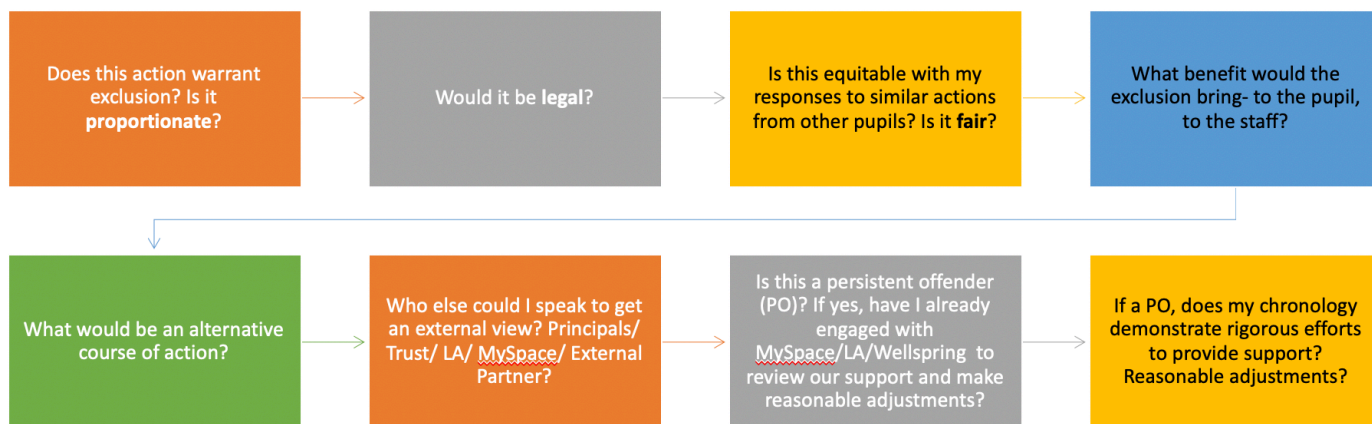 Does this action warrant
exclusion? Is it
proportionate?
Would it be legal?
Is this equitable with my
responses to similar actions
from other pupils? Is it fair?
What benefit would the
exclusion bring- to the pupil,
to the staff?
What would be an alternative
course of action?
Who else could I speak to get
an external view? Principals/
Trust/ LA/ MySpace/ External
Partner?
Is this a persistent offender
(PO)? If yes, have I already
engaged with
MySpace/LA/Wellspring to
review our support and make
reasonable adjustments?
If a PO, does my chronology
demonstrate rigorous efforts
to provide support?
Reasonable adjustments?